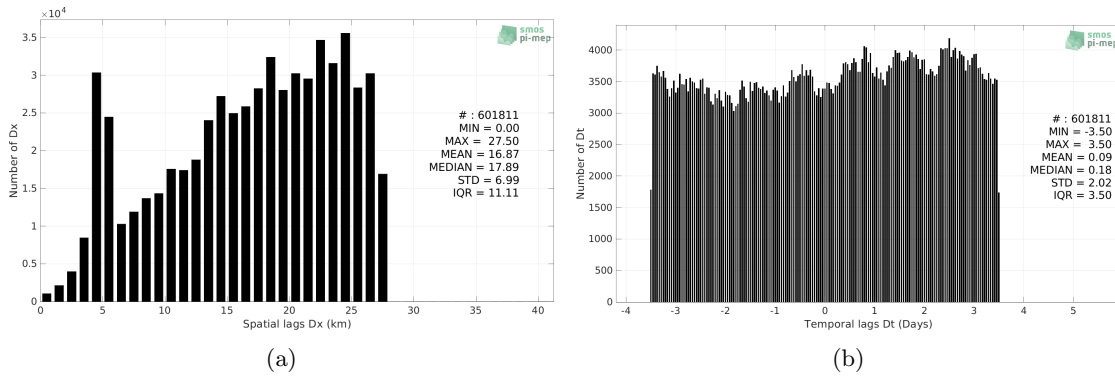 ×10⁴
3.5
3
2.5
2
1.5
1
0.5
0
0 5 10 15 20 25 30 35 40
Number of Dx
Spatial lags Dx (km)
smos
pi-mep
# : 601811
MIN = 0.00
MAX = 27.50
MEAN = 16.87
MEDIAN = 17.89
STD = 6.99
IQR = 11.11
(a)
4000
3500
3000
2500
2000
1500
1000
500
0
-4 -3 -2 -1 0 1 2 3 4 5
Number of Dt
Temporal lags Dt (Days)
smos
pi-mep
# : 601811
MIN = -3.50
MAX = 3.50
MEAN = 0.09
MEDIAN = 0.18
STD = 2.02
IQR = 3.50
(b)